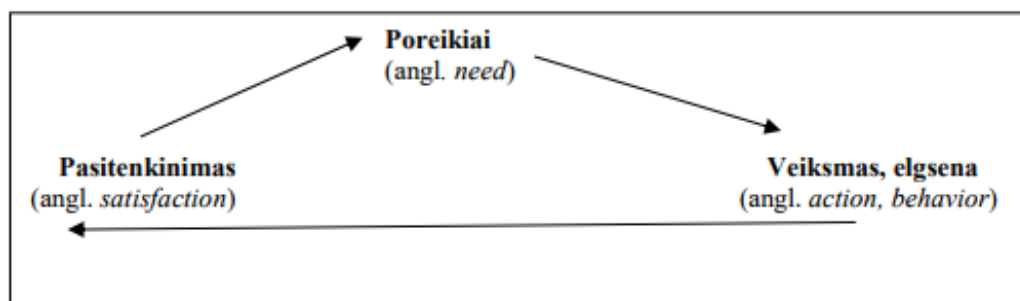 Poreikiai
(angl. need)
Pasitenkinimas
(angl. satisfaction)
Veiksmas, elgsena
(angl. action, behavior)